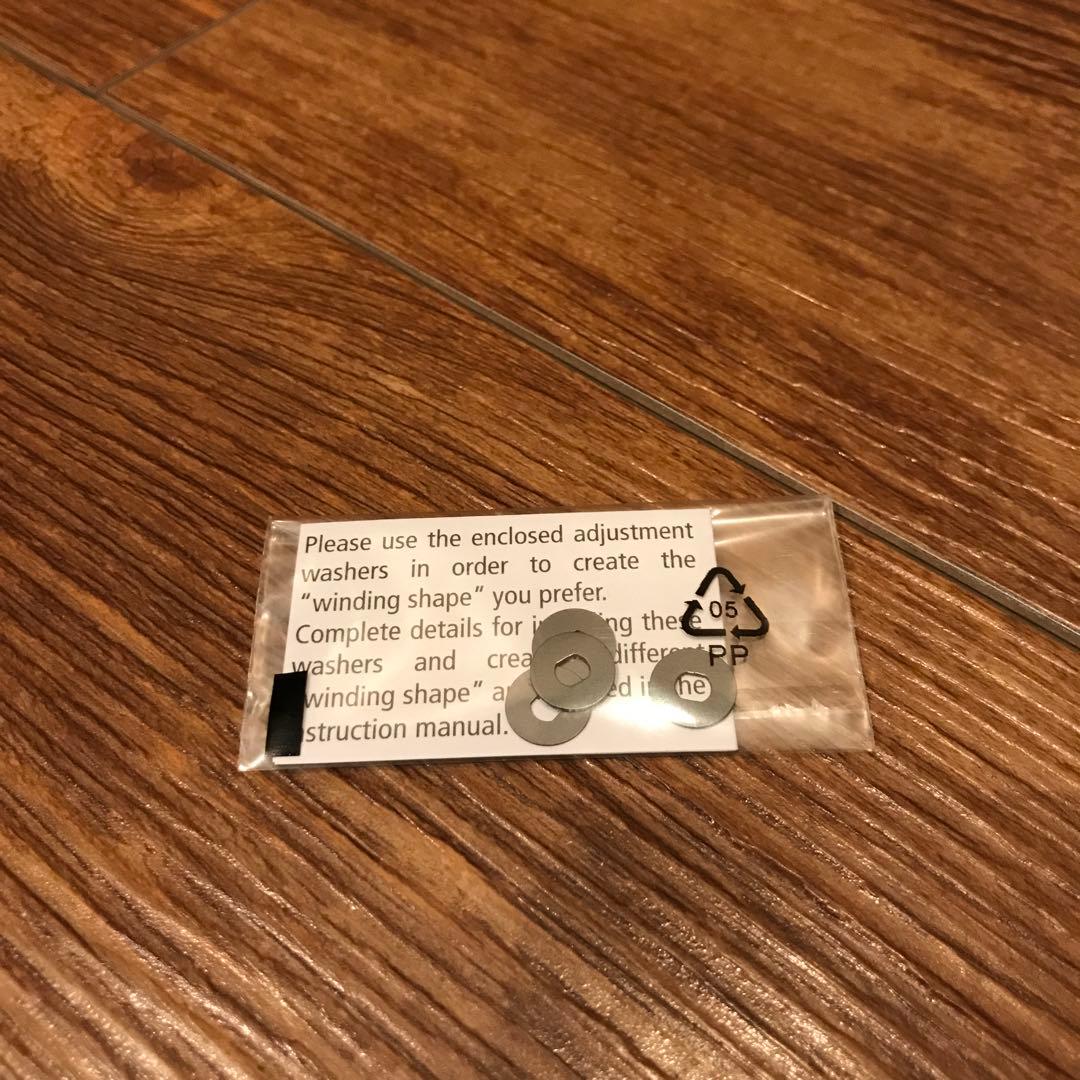 Please use the enclosed adjustment
washers in order to create the
“winding shape” you prefer.
Complete details for these
washers and
winding shape”
struction manual.
05
PP